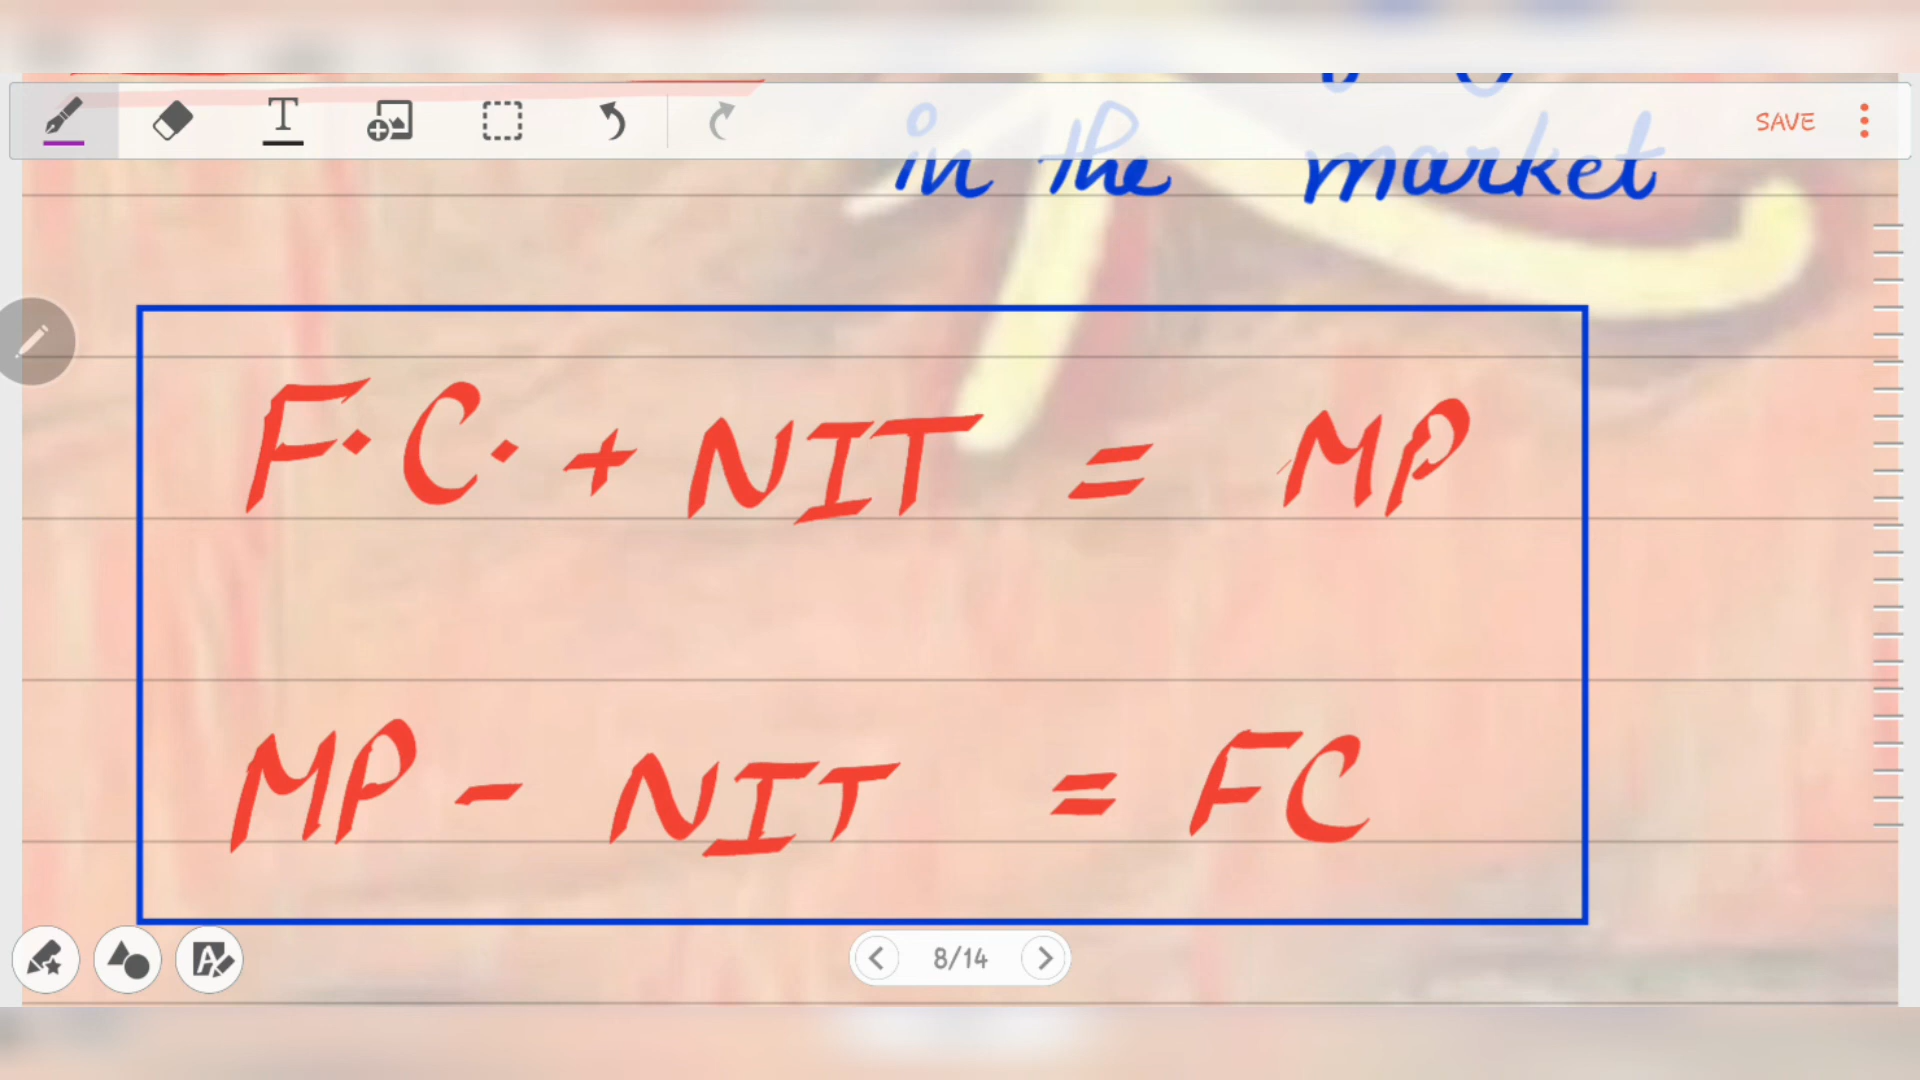 T SAVE
in the market
F.C. + NIT = MP
MP - NIT = FC
A
8/14